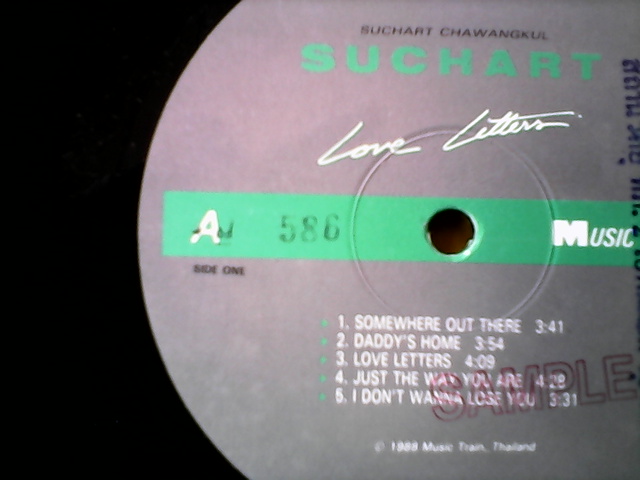 SUCHART CHAWANGKUL
SUCHART
Love Letters
A 586
MUSIC
SIDE ONE
1. SOMEWHERE OUT THERE 3:41
2. DADDY'S HOME 3:54
3. LOVE LETTERS 4:09
4. JUST THE WAY YOU ARE 4:28
5. I DON'T WANNA LOSE YOU 3:31
SAMPLE
© 1988 Music Train, Thailand